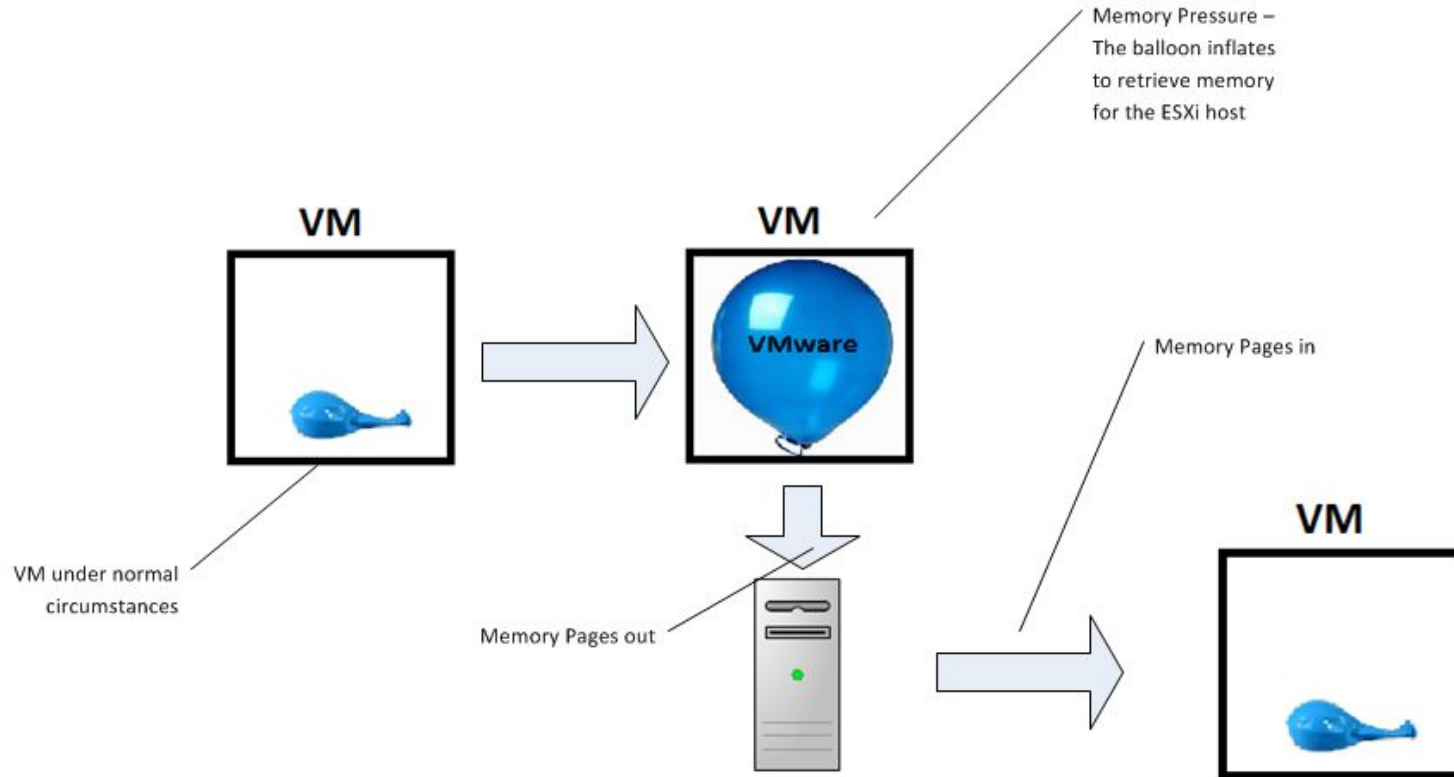 Memory Pressure –
The balloon inflates
to retrieve memory
for the ESXi host
VM
VM
VMware
Memory Pages in
VM
VM under normal
circumstances
Memory Pages out